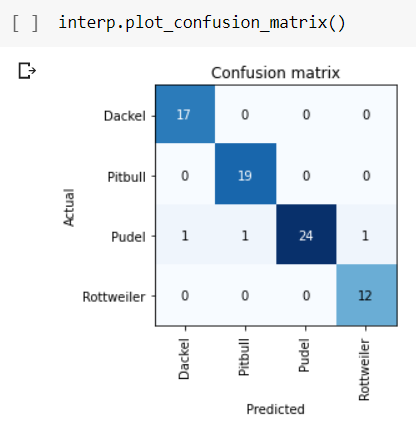 [ ] interp.plot_confusion_matrix()
Confusion matrix
Actual
Dackel 17 0 0 0
Pitbull 0 19 0 0
Pudel 1 1 24 1
Rottweiler 0 0 0 12
Dackel Pitbull Pudel Rottweiler
Predicted